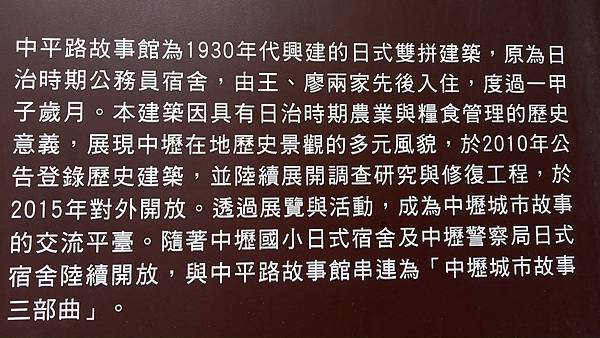 中平路故事館為1930年代興建的日式雙拼建築，原為日
治時期公務員宿舍，由王、廖兩家先後入住，度過一甲
子歲月。本建築因具有日治時期農業與糧食管理的歷史
意義，展現中壢在地歷史景觀的多元風貌，於2010年公
告登錄歷史建築，並陸續展開調查研究與修復工程，於
2015年對外開放。透過展覽與活動，成為中壢城市故事
的交流平臺。隨著中壢國小日式宿舍及中壢警察局日式
宿舍陸續開放，與中平路故事館串連為「中壢城市故事
三部曲」。